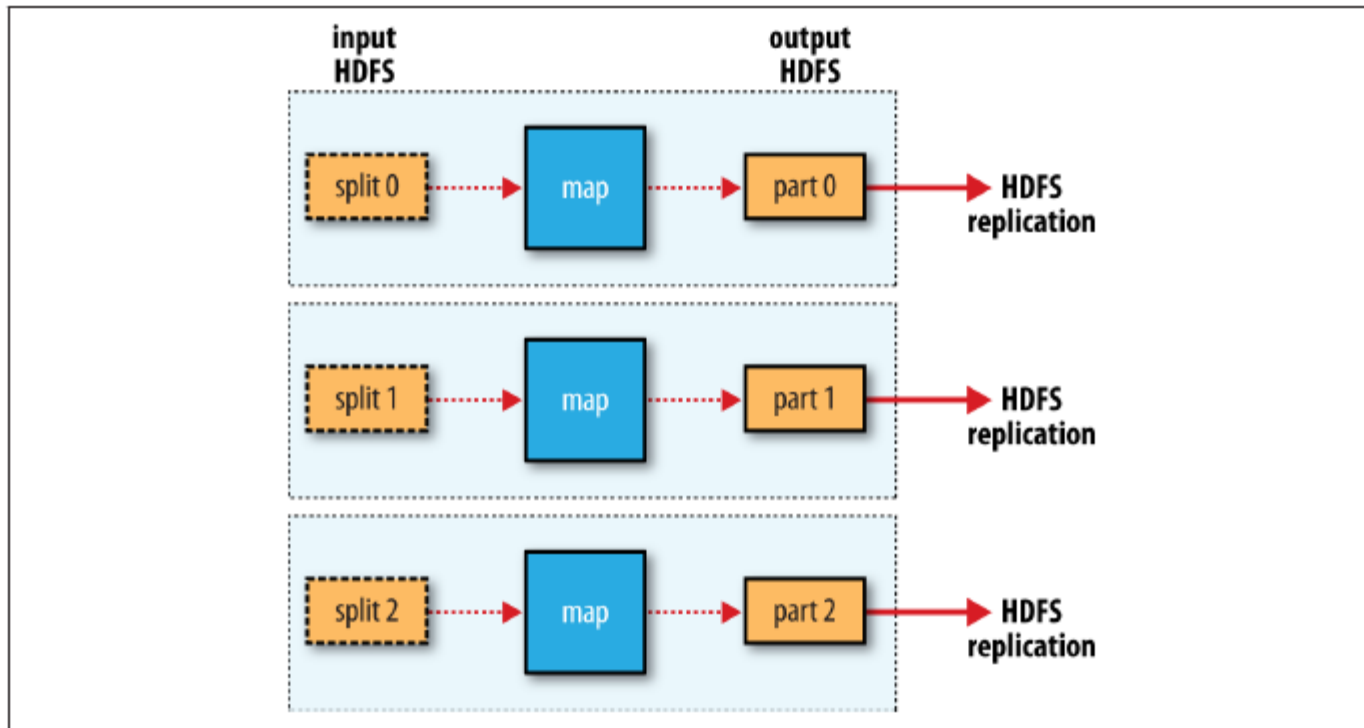 input
HDFS
output
HDFS
split 0
map
part 0
HDFS
replication
split 1
map
part 1
HDFS
replication
split 2
map
part 2
HDFS
replication